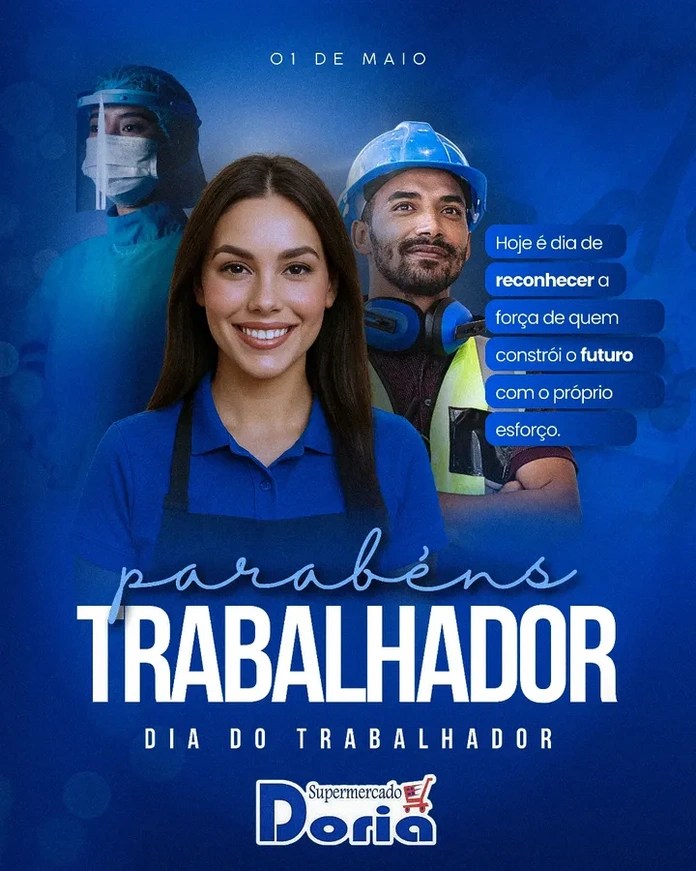 01 DE MAIO
Hoje é dia de
reconhecer a
força de quem
constrói o futuro
com o próprio
esforço.
parabéns
TRABALHADOR
DIA DO TRABALHADOR
Supermercado
Doria